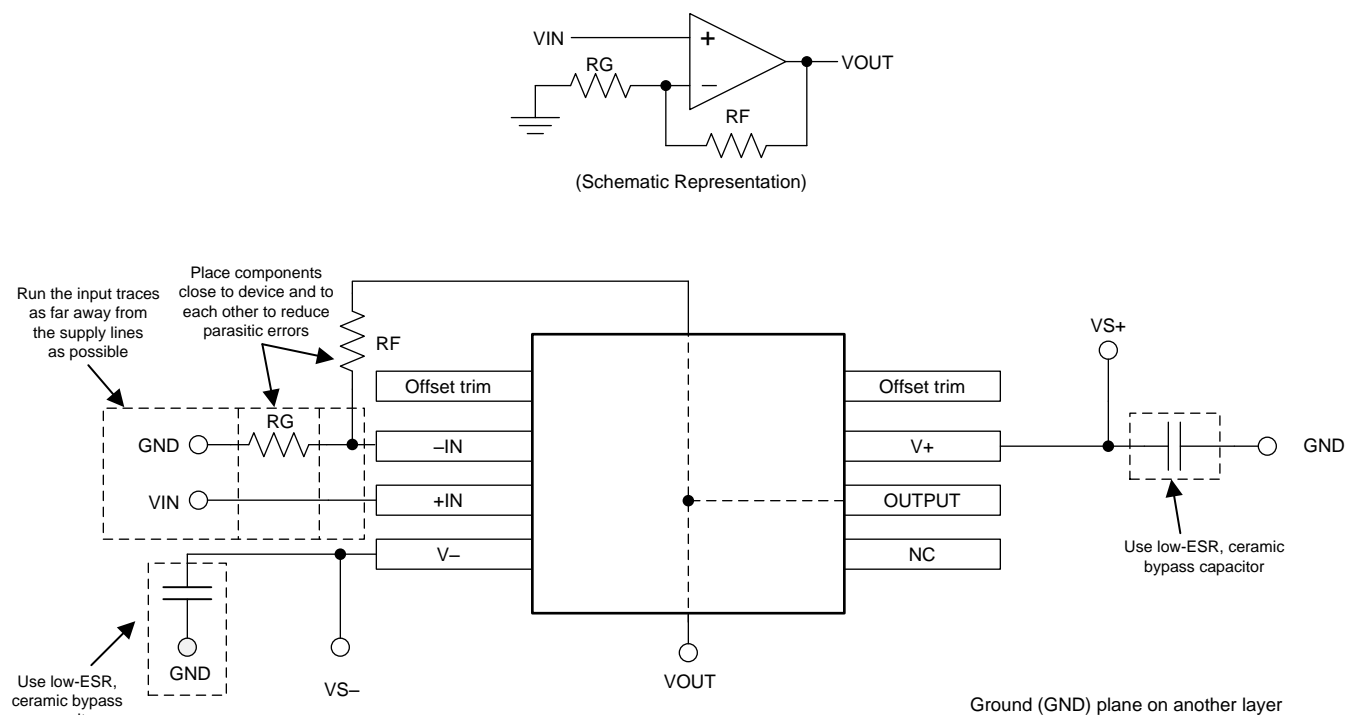 VIN
RG
VOUT
RF
+
−
(Schematic Representation)
Run the input traces
as far away from
the supply lines
as possible
Place components
close to device and to
each other to reduce
parasitic errors
RF
VS+
Offset trim
Offset trim
RG
GND
–IN
V+
GND
VIN
+IN
OUTPUT
V–
NC
Use low-ESR, ceramic
bypass capacitor
GND
VS–
VOUT
Use low-ESR,
ceramic bypass
Ground (GND) plane on another layer